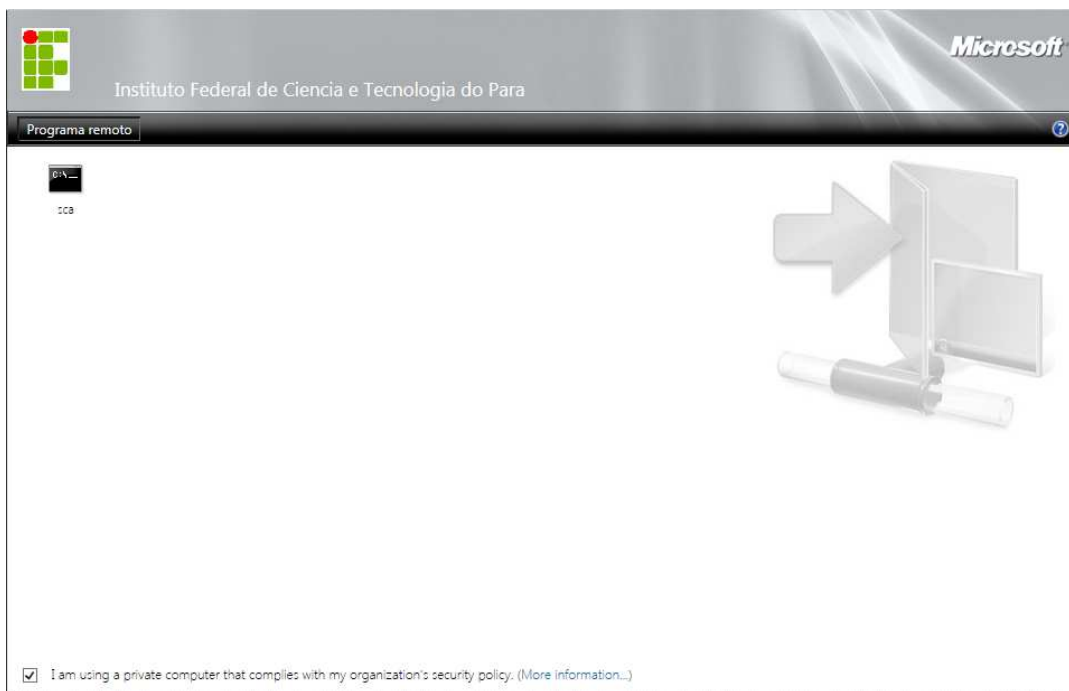 Microsoft
Instituto Federal de Ciencia e Tecnologia do Para
Programa remoto
?
C:\_
sca
I am using a private computer that complies with my organization's security policy. (More information...)